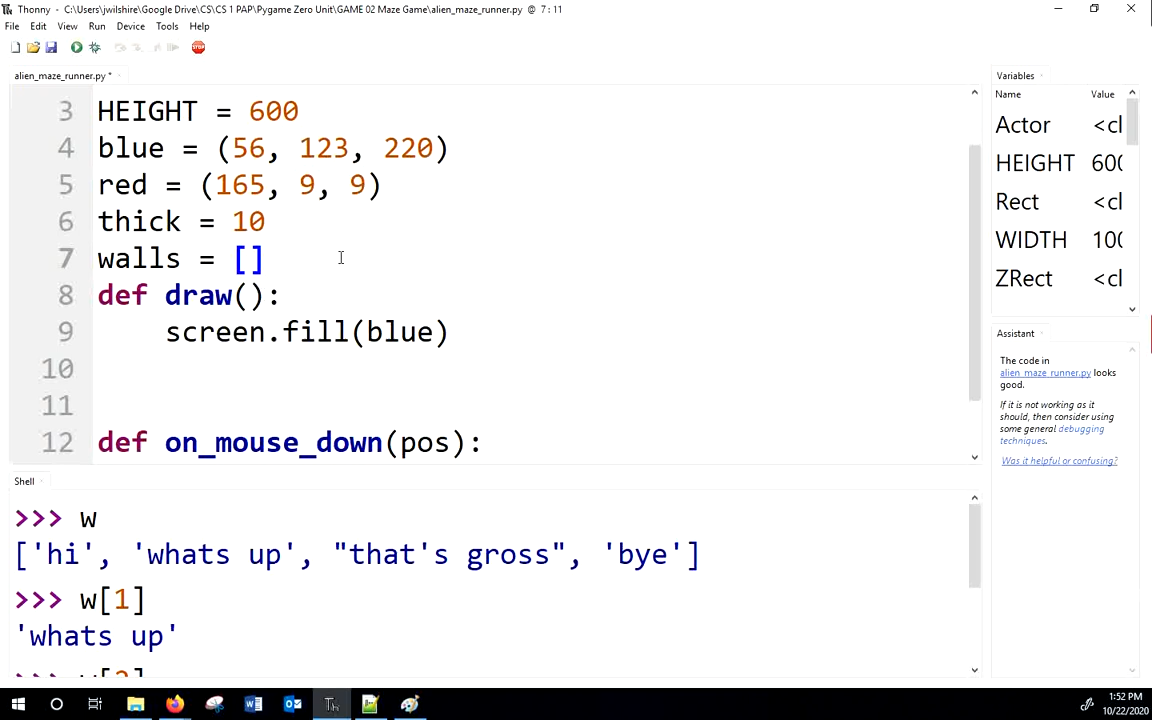 Thonny - C:\Users\jwilshire\Google Drive\CS\CS 1 PAP\Pygame Zero Unit\GAME 02 Maze Game\alien_maze_runner.py @ 7 : 11
File Edit View Run Device Tools Help
alien_maze_runner.py *
3 HEIGHT = 600
4 blue = (56, 123, 220)
5 red = (165, 9, 9)
6 thick = 10
7 walls = []
8 def draw():
9 screen.fill(blue)
10
11
12 def on_mouse_down(pos):
Shell
>>> w
['hi', 'whats up', "that's gross", 'bye']
>>> w[1]
'whats up'
Variables
Name Value
Actor <cl
HEIGHT 600
Rect <cl
WIDTH 100
ZRect <cl
Assistant
The code in
alien_maze_runner.py looks
good.
If it is not working as it
should, then consider using
some general debugging
techniques.
Was it helpful or confusing?
1:52 PM
10/22/2020